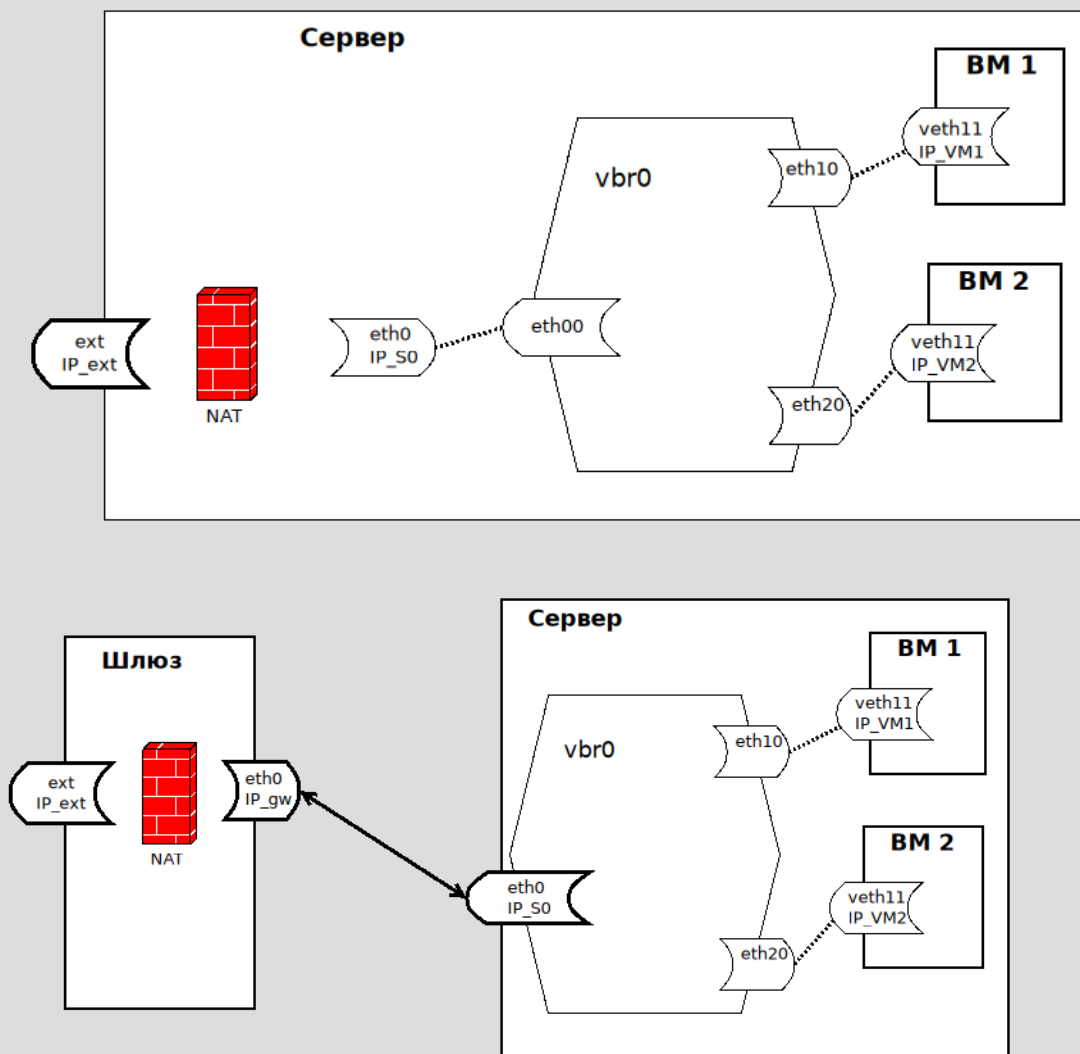 Сервер
ВМ 1
veth11
IP_VM1
eth10
vbr0
ВМ 2
veth11
IP_VM2
eth00
eth0
IP_S0
ext
IP_ext
NAT
eth20
Сервер
Шлюз
ВМ 1
veth11
IP_VM1
eth10
vbr0
ext
IP_ext
eth0
IP_gw
NAT
ВМ 2
veth11
IP_VM2
eth0
IP_S0
eth20